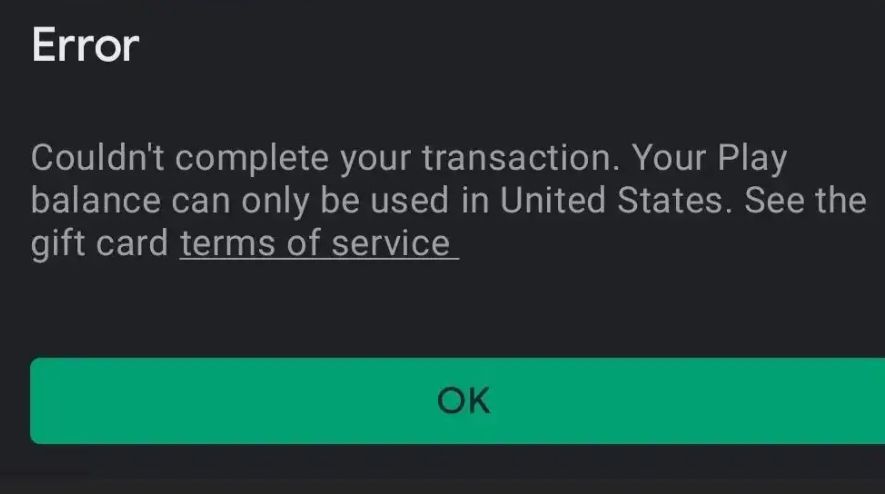 Error
Couldn't complete your transaction. Your Play
balance can only be used in United States. See the
gift card terms of service
OK